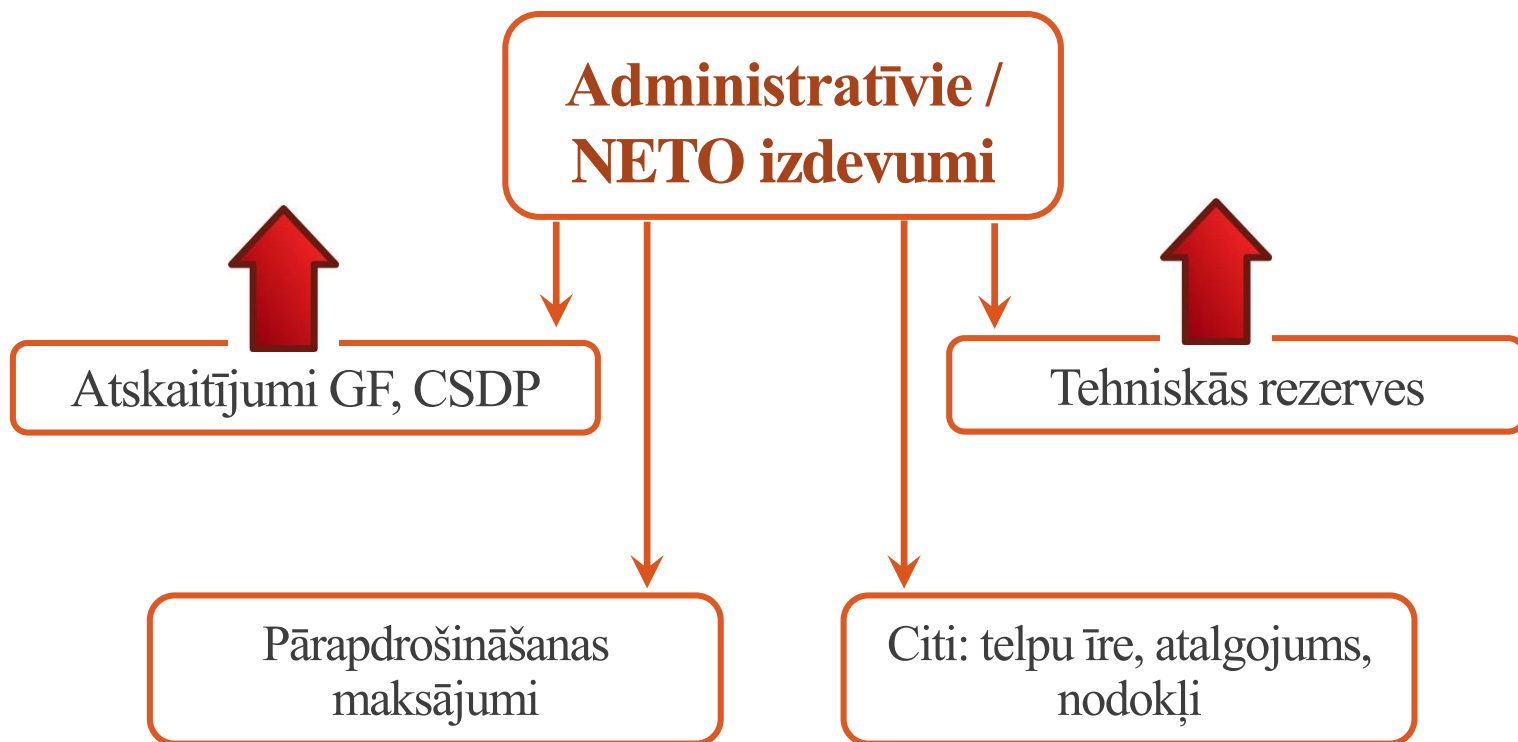 Administratīvie /
NETO izdevumi
Atskaitījumi GF, CSDP
Tehniskās rezerves
Pārapdrošināšanas
maksājumi
Citi: telpu īre, atalgojums,
nodokļi